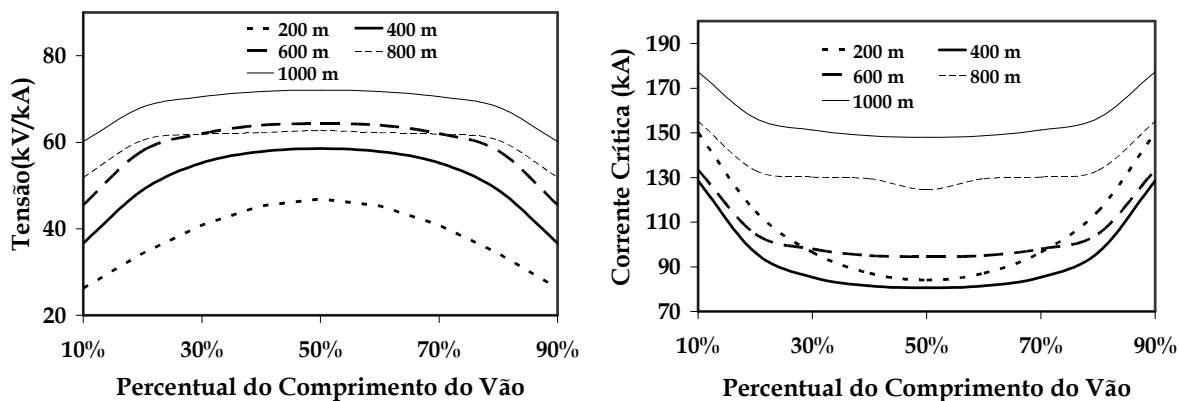 200 m 400 m
600 m 800 m
1000 m
80
60
40
20
Tensão(kV/kA)
10% 30% 50% 70% 90%
Percentual do Comprimento do Vão
200 m 400 m
600 m 800 m
1000 m
190
170
150
130
110
90
70
Corrente Crítica (kA)
10% 30% 50% 70% 90%
Percentual do Comprimento do Vão